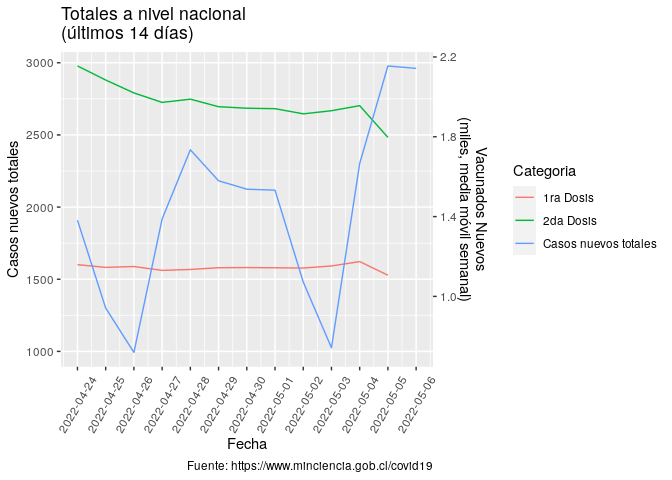 Totales a nivel nacional
(últimos 14 días)
Casos nuevos totales
3000
2500
2000
1500
1000
2.2
1.8
1.4
1.0
Vacunados Nuevos
(miles, media móvil semanal)
2022-04-24
2022-04-25
2022-04-26
2022-04-27
2022-04-28
2022-04-29
2022-04-30
2022-05-01
2022-05-02
2022-05-03
2022-05-04
2022-05-05
2022-05-06
Fecha
Categoria
1ra Dosis
2da Dosis
Casos nuevos totales
Fuente: https://www.minciencia.gob.cl/covid19